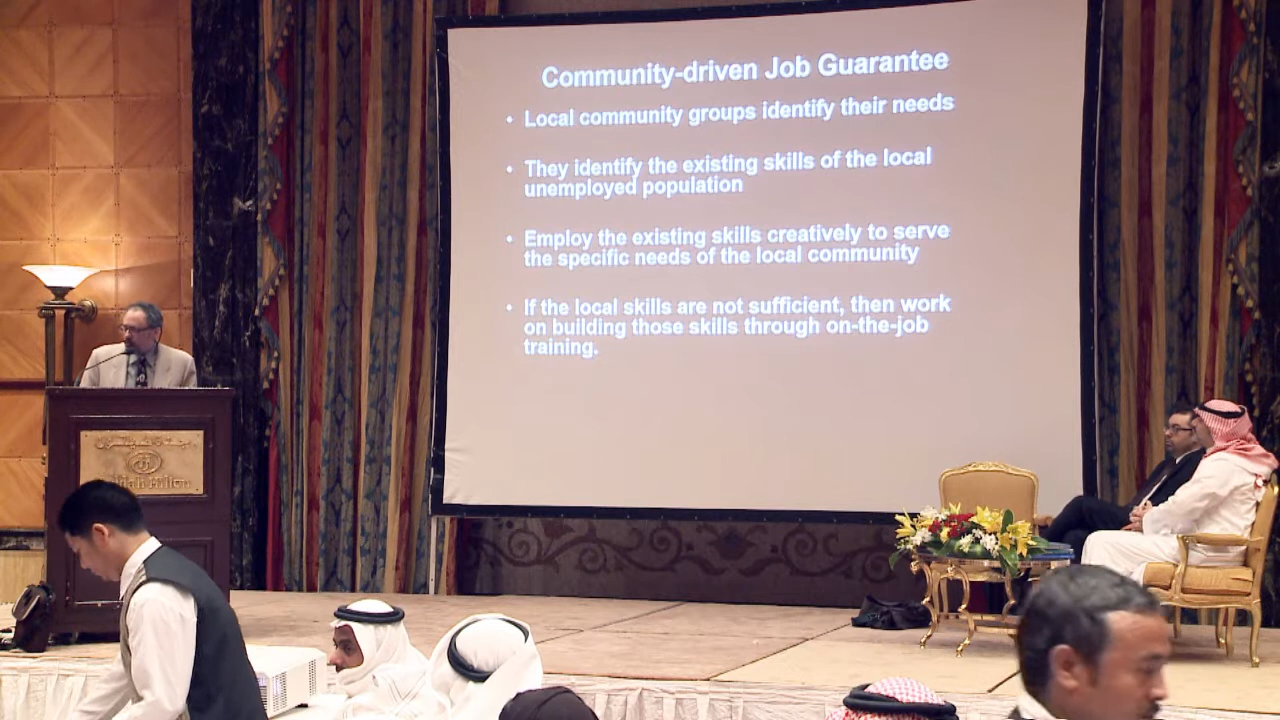 Community-driven Job Guarantee
• Local community groups identify their needs
• They identify the existing skills of the local
unemployed population
• Employ the existing skills creatively to serve
the specific needs of the local community
• If the local skills are not sufficient, then work
on building those skills through on-the-job
training.
Hilton